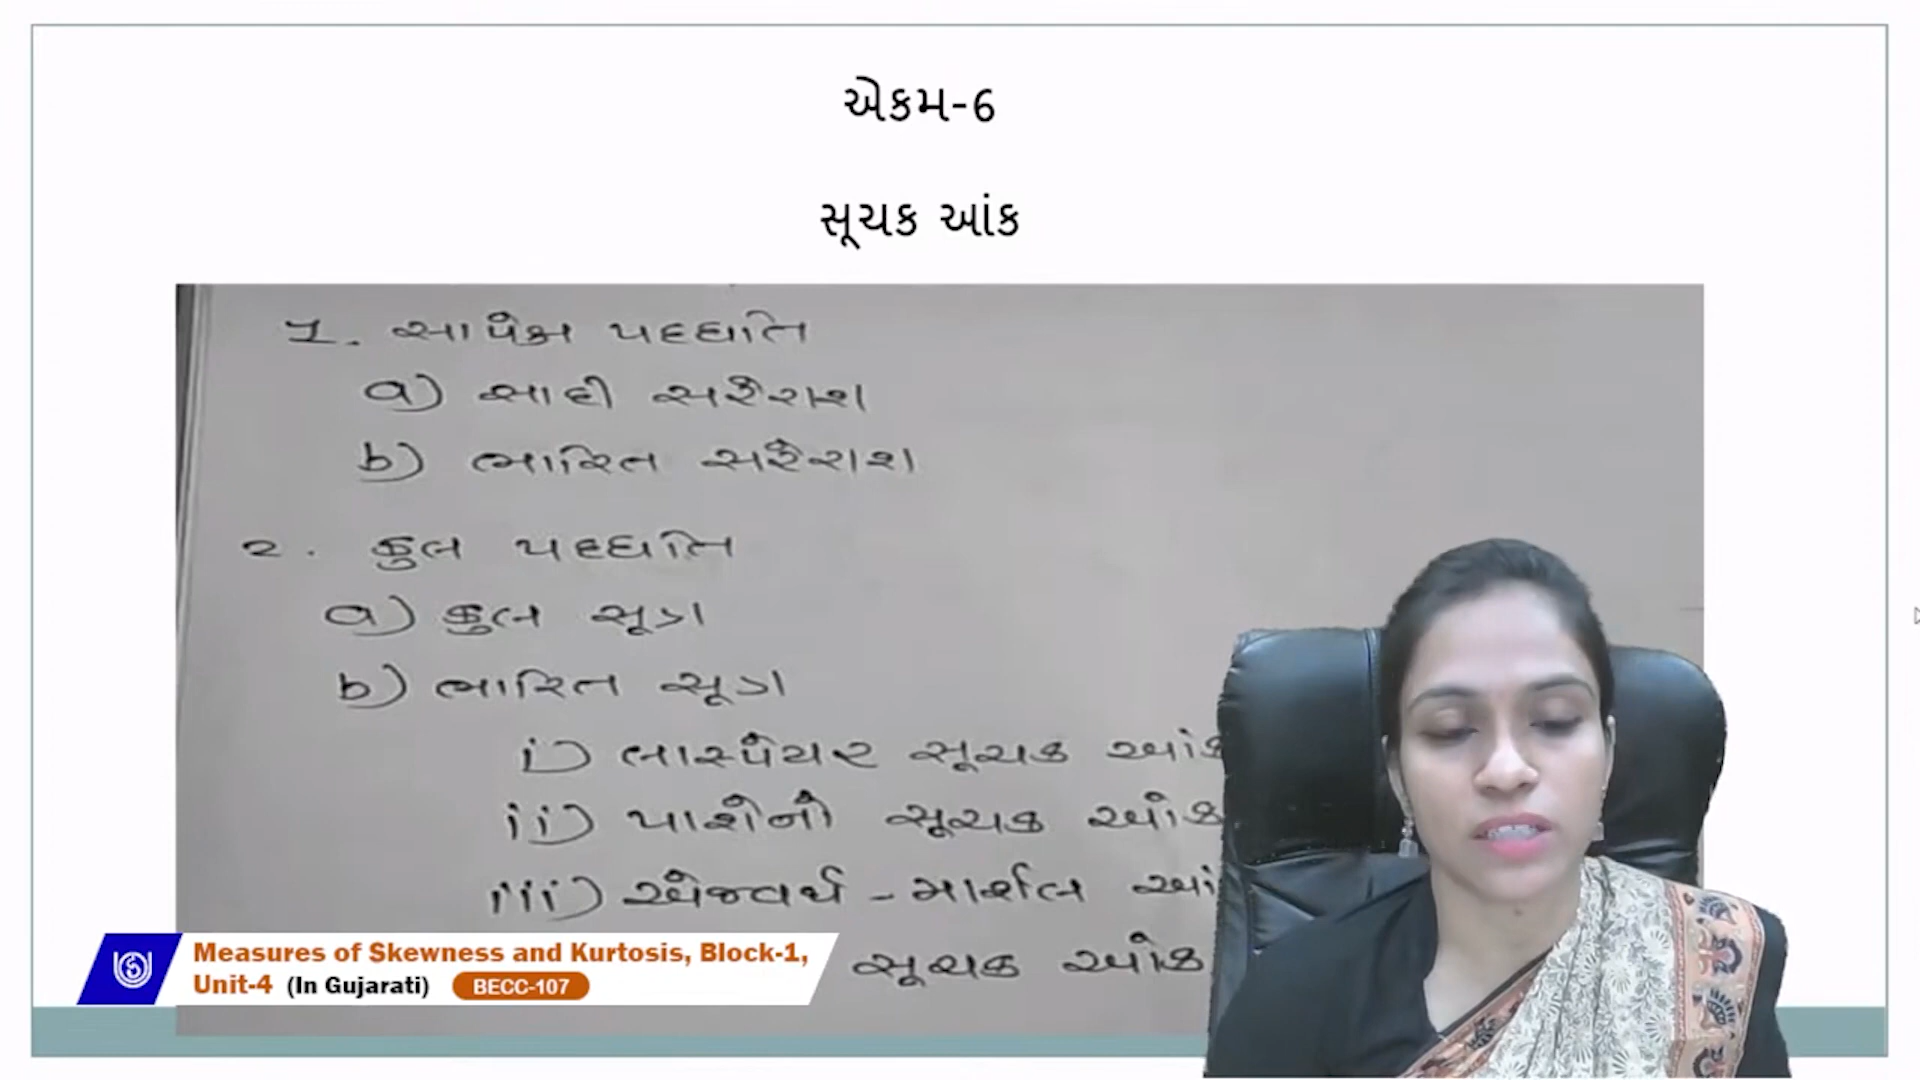 એકમ-6
સૂચક આંક
1. સાપેક્ષ પદ્ધતિ
a) સાદી સરેરાશ
b) ભારિત સરેરાશ
2. કુલ પદ્ધતિ
a) કુલ સૂત્ર
b) ભારિત સૂત્ર
i) લાસ્પેયર સૂચક આંક
ii) પાશેનો સૂચક આંક
iii) એજવર્થ - માર્શલ આં
સૂચક આંક
Measures of Skewness and Kurtosis, Block-1,
Unit-4 (In Gujarati) BECC-107